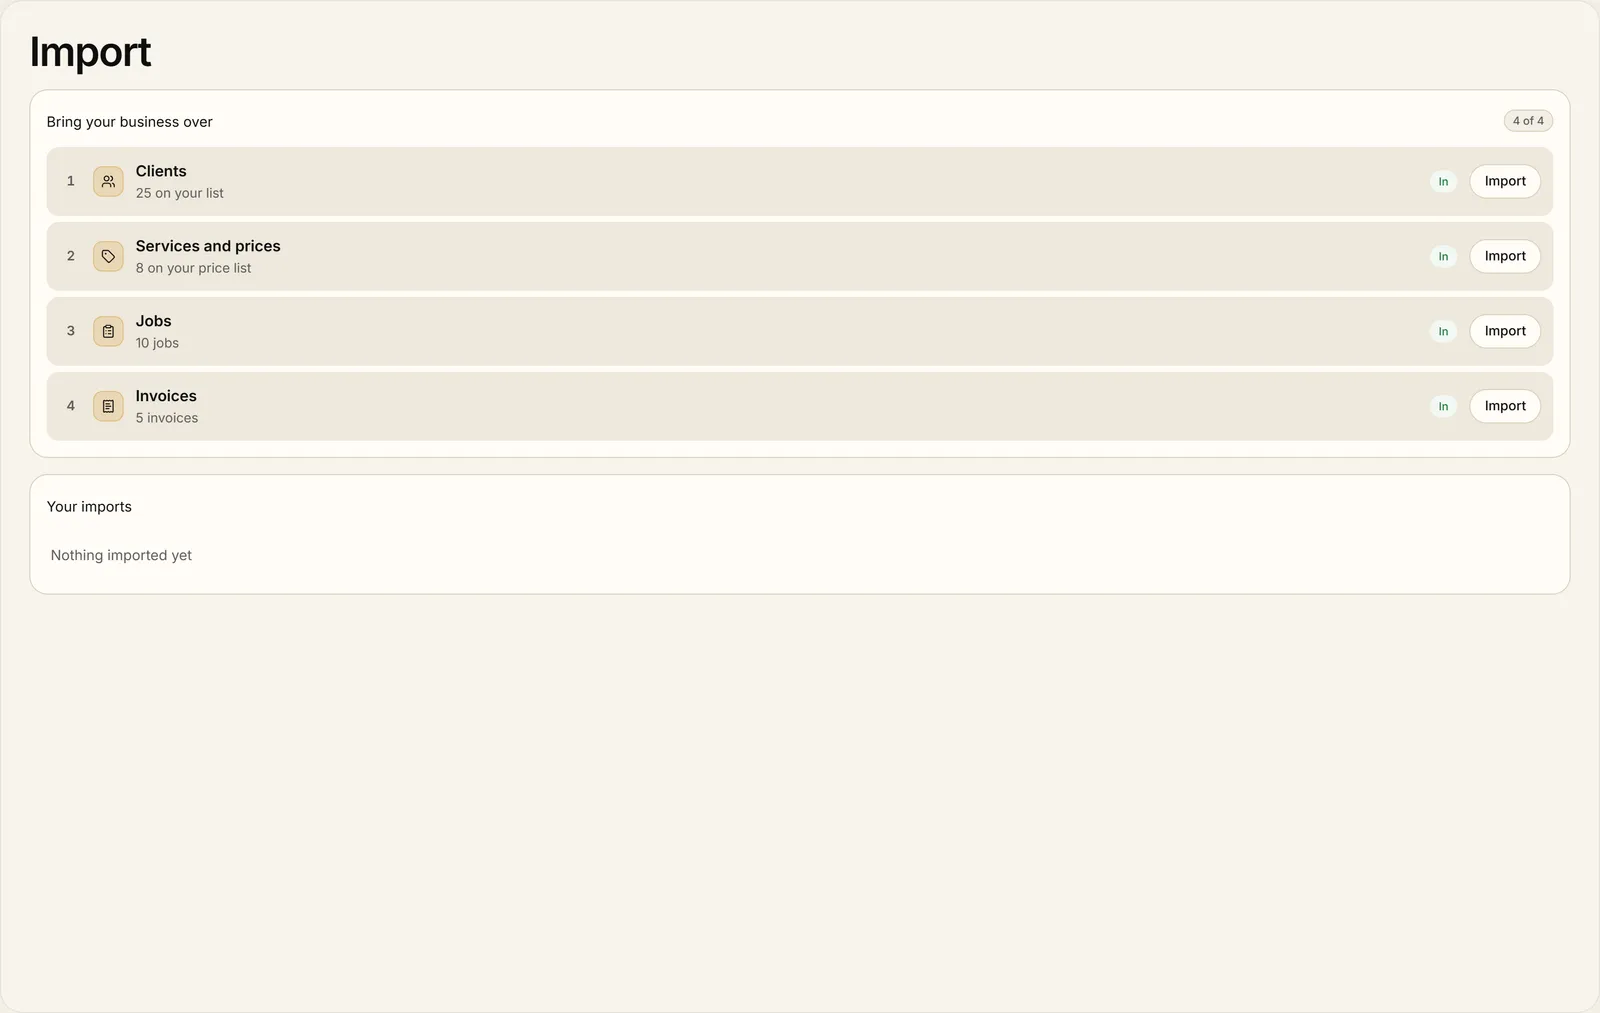 Import
Bring your business over
4 of 4
1
Clients
25 on your list
In
Import
2
Services and prices
8 on your price list
In
Import
3
Jobs
10 jobs
In
Import
4
Invoices
5 invoices
In
Import
Your imports
Nothing imported yet